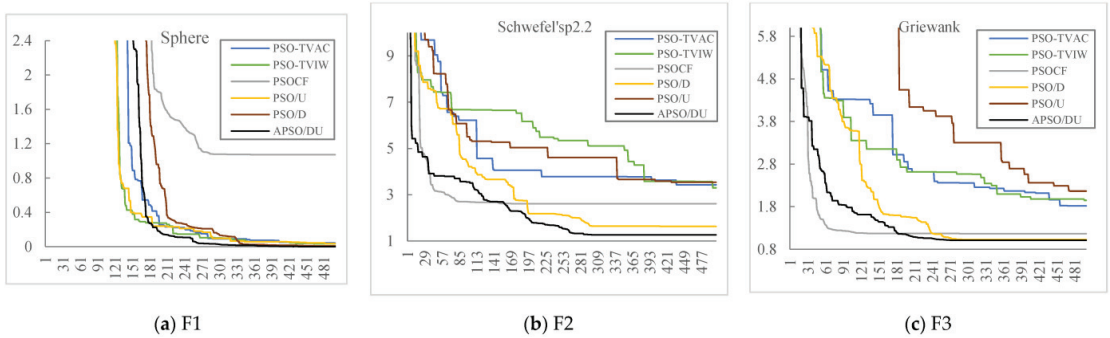 Sphere
2.4
2
1.6
1.2
0.8
0.4
0
PSO-TVAC
PSO-TVIW
PSOCF
PSO/U
PSO/D
APSO/DU
1 31 61 91 121 151 181 211 241 271 301 331 361 391 421 451 481
(a) F1
Schwefel'sp2.2
9
7
5
3
1
PSO-TVAC
PSO-TVIW
PSOCF
PSO/D
PSO/U
APSO/DU
1 29 57 85 113 141 169 197 225 253 281 309 337 365 393 421 449 477
(b) F2
Griewank
5.8
4.8
3.8
2.8
1.8
0.8
PSO-TVAC
PSO-TVIW
PSOCF
PSO/D
PSO/U
APSO/DU
1 31 61 91 121 151 181 211 241 271 301 331 361 391 421 451 481
(c) F3